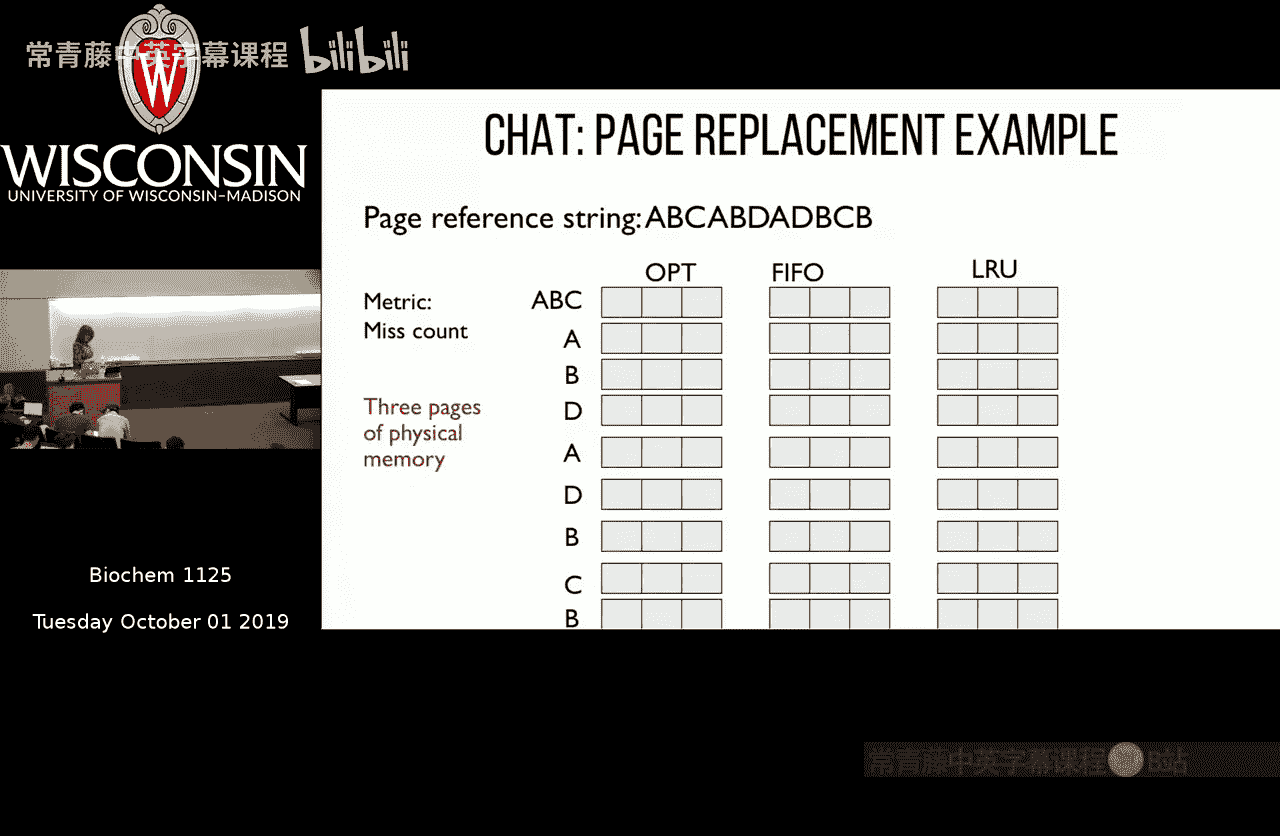 常青藤中英字幕课程 bilibili
W
WISCONSIN
UNIVERSITY OF WISCONSIN-MADISON
CHAT: PAGE REPLACEMENT EXAMPLE
Page reference string: ABCABDADBCB
OPT FIFO LRU
Metric:
Miss count
Three pages
of physical
memory
ABC
A
B
D
A
D
B
C
B
Biochem 1125
Tuesday October 01 2019
常青藤中英字幕课程 B站